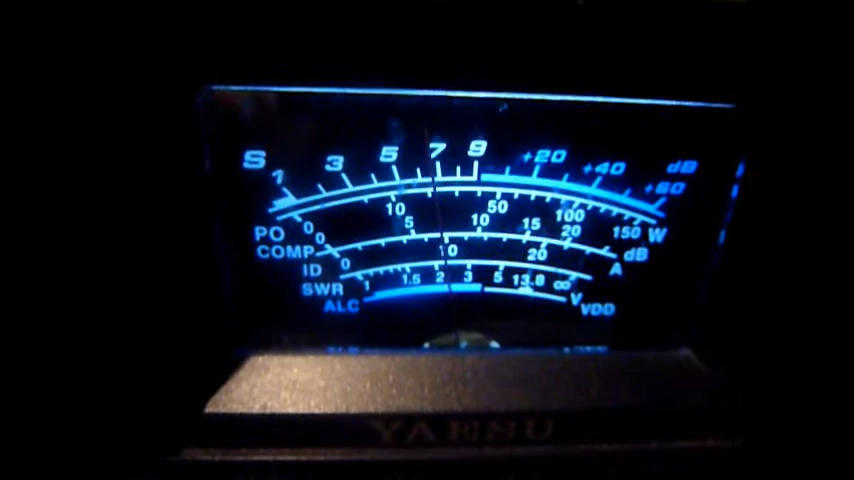 S 1 3 5 7 9 +20 +40 +60 dB
PO 0 10 50 100 150 W
COMP 0 5 10 15 20 dB
ID 0 10 20 A
SWR 1 1.5 2 3 5 ∞
ALC 13.8 V VDD
YAESU